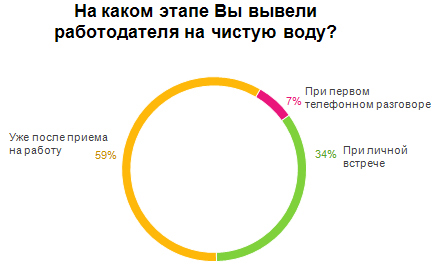 На каком этапе Вы вывели
работодателя на чистую воду?
7%
При первом
телефонном разговоре
Уже после приема
на работу
59%
34%
При личной
встрече